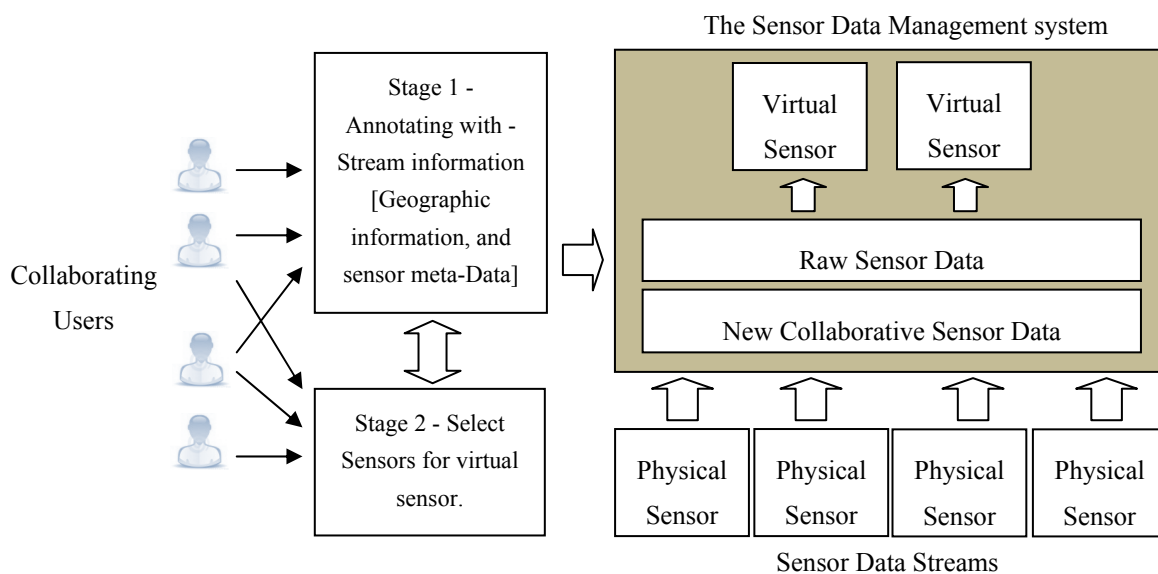 The Sensor Data Management system
Collaborating
Users
Stage 1 -
Annotating with -
Stream information
[Geographic
information, and
sensor meta-Data]
Stage 2 - Select
Sensors for virtual
sensor.
Virtual
Sensor
Virtual
Sensor
Raw Sensor Data
New Collaborative Sensor Data
Physical
Sensor
Physical
Sensor
Physical
Sensor
Physical
Sensor
Sensor Data Streams